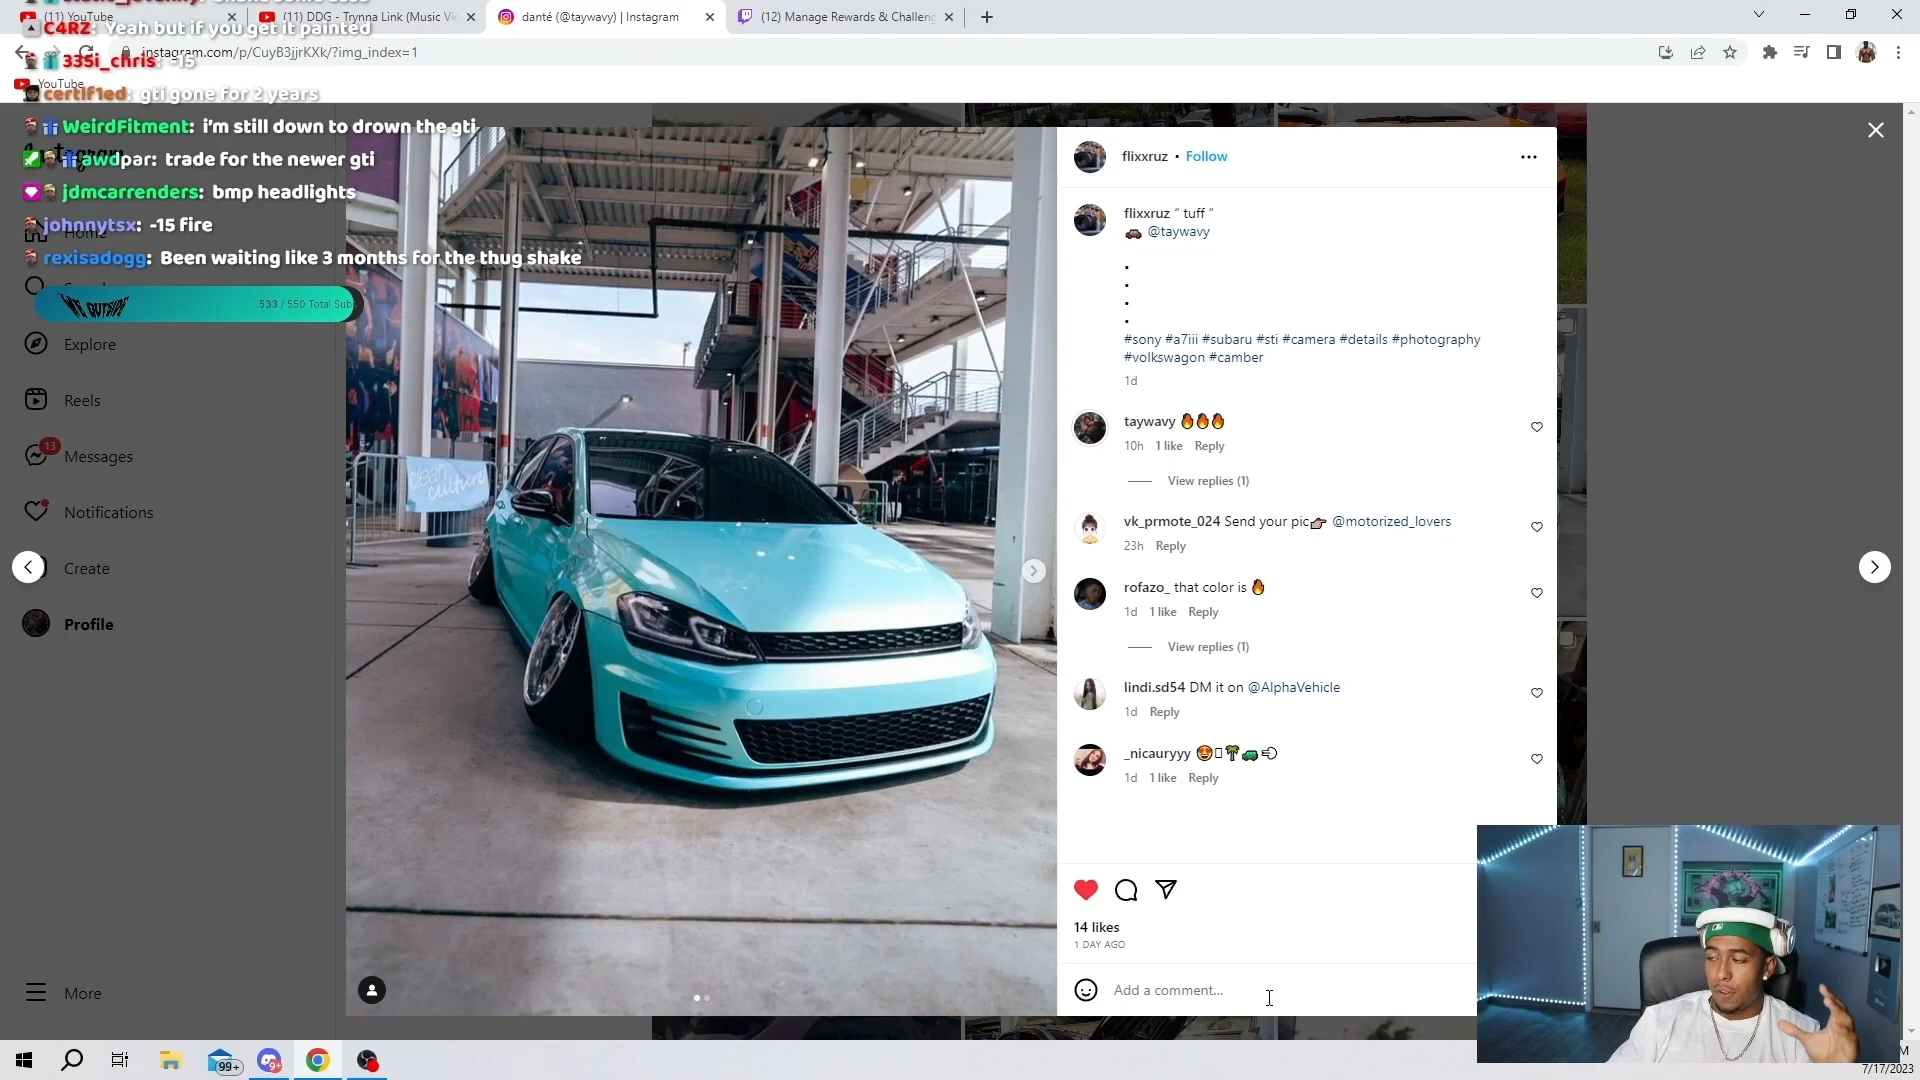 (11) YouTube
(11) DDG - Trynna Link (Music Vi
danté (@taywavy) | Instagram
(12) Manage Rewards & Challeng
instagram.com/p/CuyB3jjrKXk/?img_index=1
YouTube
C4RZ: Yeah but if you get it painted
335i_chris: -15
certif1ed: gti gone for 2 years
WeirdFitment: i'm still down to drown the gti
awdpar: trade for the newer gti
jdmcarrenders: bmp headlights
johnnytsx: -15 fire
rexisadogg: Been waiting like 3 months for the thug shake
533 / 550 Total Sub
Home
Explore
Reels
13
Messages
Notifications
Create
Profile
More
clean
culture
flixxruz • Follow
flixxruz " tuff "
@taywavy
•
•
•
•
#sony #a7iii #subaru #sti #camera #details #photography
#volkswagon #camber
1d
taywavy 🔥🔥🔥
10h 1 like Reply
View replies (1)
vk_prmote_024 Send your pic👉 @motorized_lovers
23h Reply
rofazo_ that color is 🔥
1d 1 like Reply
View replies (1)
lindi.sd54 DM it on @AlphaVehicle
1d Reply
_nicauryyy
1d 1 like Reply
14 likes
1 DAY AGO
Add a comment...
99+
9+
7/17/2023